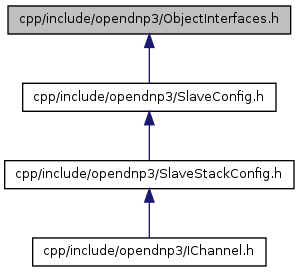 cpp/include/opendnp3/ObjectInterfaces.h
cpp/include/opendnp3/SlaveConfig.h
cpp/include/opendnp3/SlaveStackConfig.h
cpp/include/opendnp3/IChannel.h